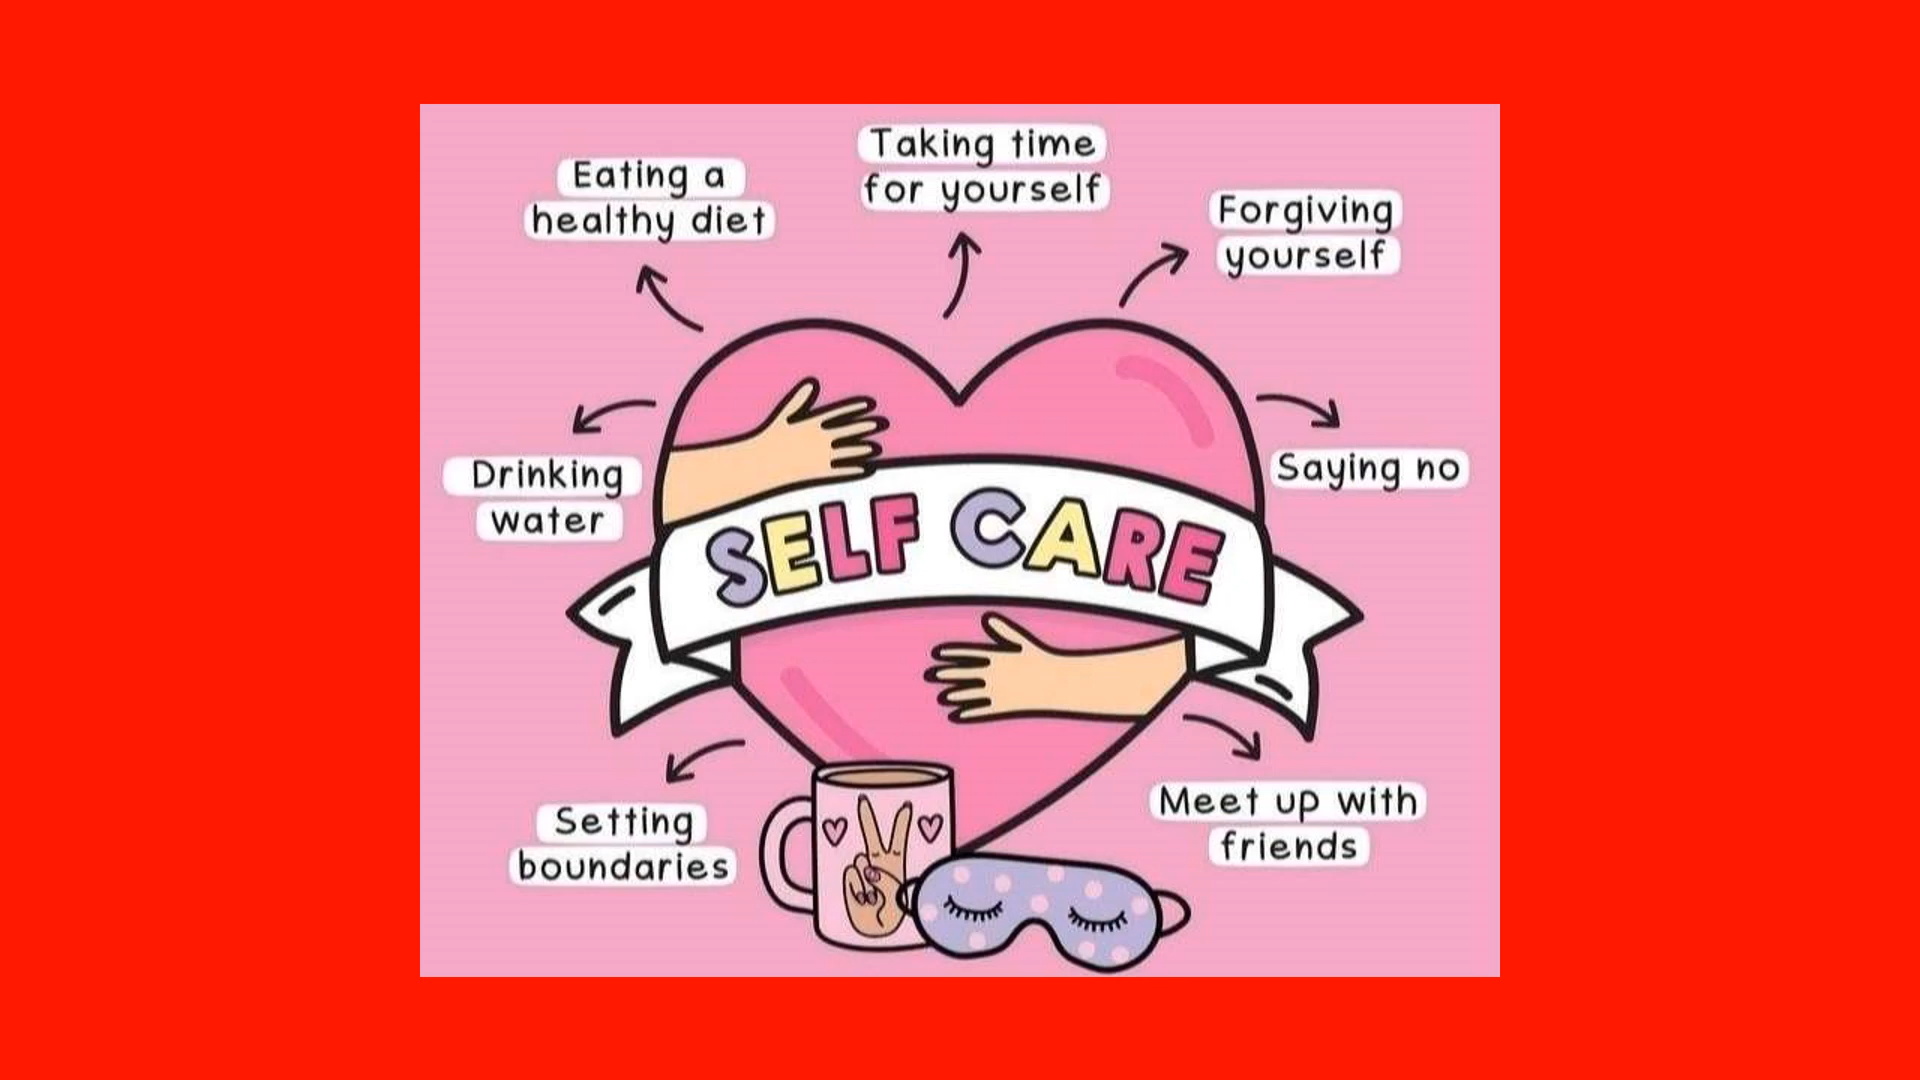 Taking time
for yourself
Eating a
healthy diet
Forgiving
yourself
Drinking
water
Saying no
SELF CARE
Setting
boundaries
Meet up with
friends